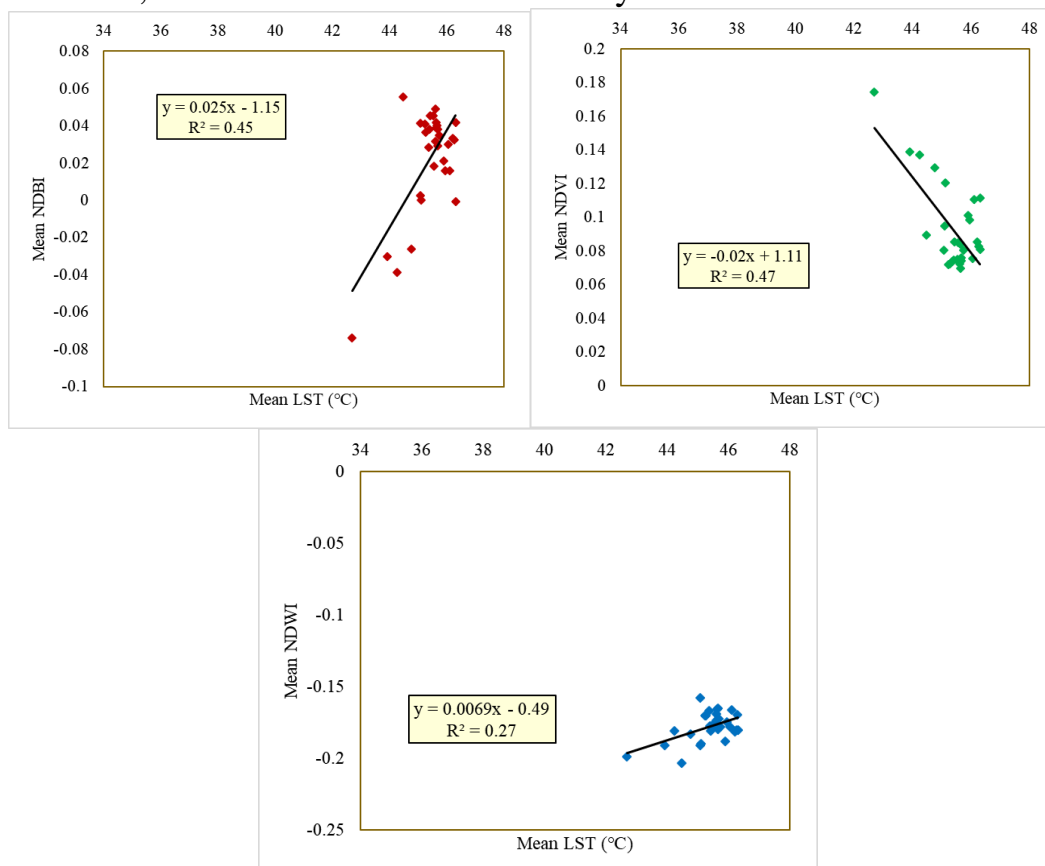 34 36 38 40 42 44 46 48
0.08
0.06
0.04
0.02
0
-0.02
-0.04
-0.06
-0.08
-0.1
Mean NDBI
y = 0.025x - 1.15
R² = 0.45
Mean LST (°C)
34 36 38 40 42 44 46 48
0.2
0.18
0.16
0.14
0.12
0.1
0.08
0.06
0.04
0.02
0
Mean NDVI
y = -0.02x + 1.11
R² = 0.47
Mean LST (°C)
34 36 38 40 42 44 46 48
0
-0.05
-0.1
-0.15
-0.2
-0.25
Mean NDWI
y = 0.0069x - 0.49
R² = 0.27
Mean LST (°C)